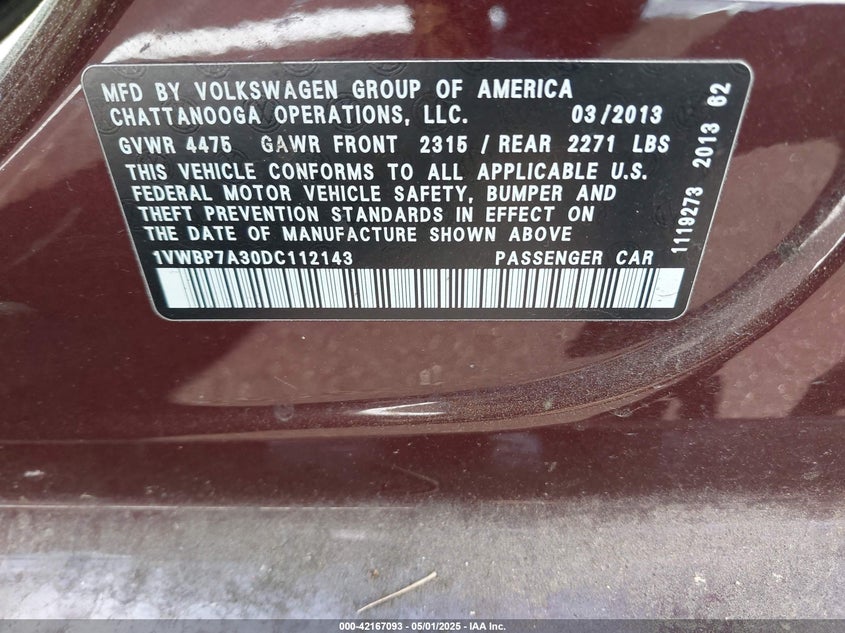 MFD BY VOLKSWAGEN GROUP OF AMERICA
CHATTANOOGA OPERATIONS, LLC. 03/2013
GVWR 4475 GAWR FRONT 2315 / REAR 2271 LBS
THIS VEHICLE CONFORMS TO ALL APPLICABLE U.S.
FEDERAL MOTOR VEHICLE SAFETY, BUMPER AND
THEFT PREVENTION STANDARDS IN EFFECT ON
THE DATE OF MANUFACTURE SHOWN ABOVE
1VWBP7A30DC112143 PASSENGER CAR
1119273 2013 62
000-42167093 - 05/01/2025 - IAA Inc.